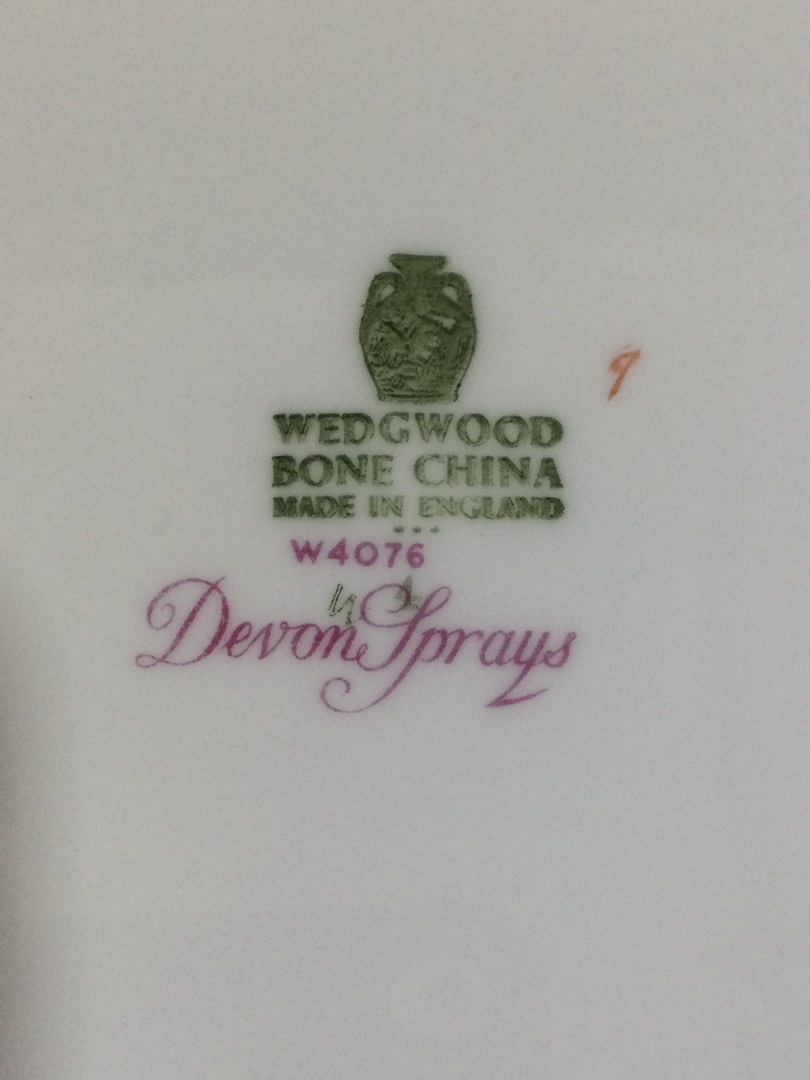 WEDGWOOD
BONE CHINA
MADE IN ENGLAND
W4076
Devon Sprays